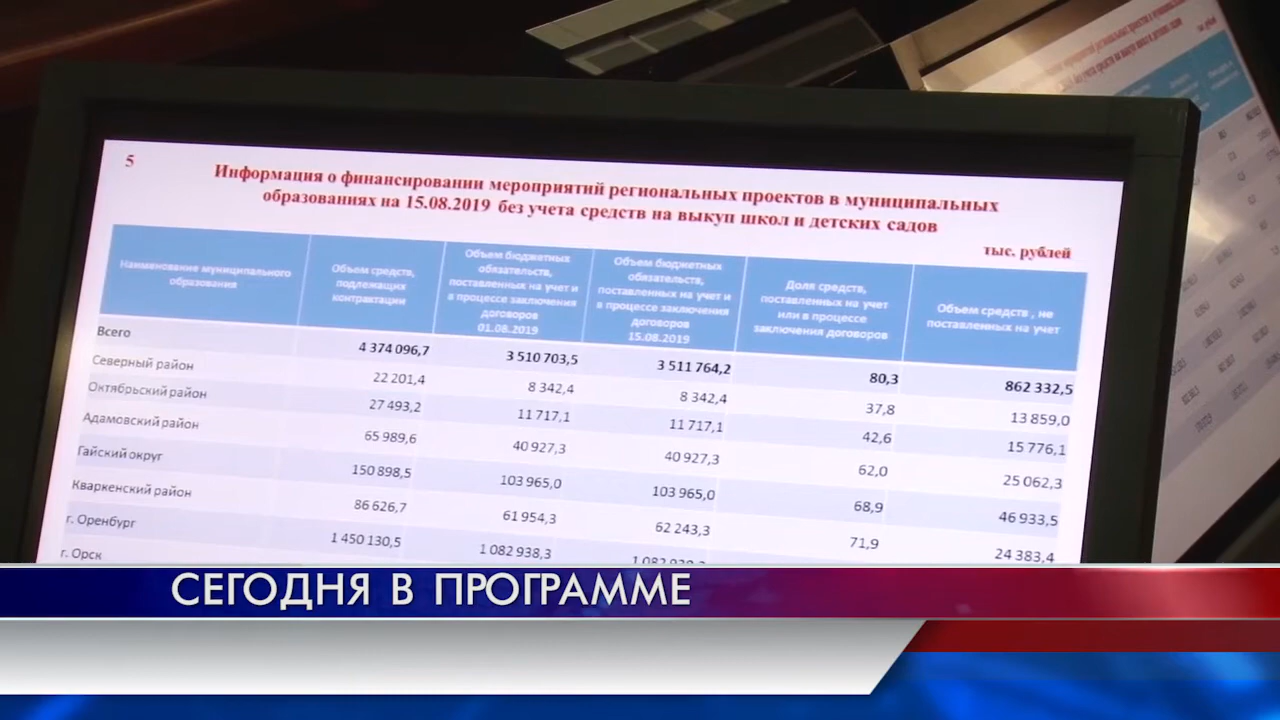 5
Информация о финансировании мероприятий региональных проектов в муниципальных
образованиях на 15.08.2019 без учета средств на выкуп школ и детских садов
тыс. рублей
Наименование муниципального
образования
Объем средств,
подлежащих
контрактации
Объем бюджетных
обязательств,
поставленных на учет и
в процессе заключения
договоров
01.08.2019
Объем бюджетных
обязательств,
поставленных на учет и
в процессе заключения
договоров
15.08.2019
Доля средств,
поставленных на учет
или в процессе
заключения договоров
Объем средств , не
поставленных на учет
Всего 4 374 096,7 3 510 703,5 3 511 764,2 80,3 862 332,5
Северный район 22 201,4 8 342,4 8 342,4 37,8 13 859,0
Октябрьский район 27 493,2 11 717,1 11 717,1 42,6 15 776,1
Адамовский район 65 989,6 40 927,3 40 927,3 62,0 25 062,3
Гайский округ 150 898,5 103 965,0 103 965,0 68,9 46 933,5
Кваркенский район 86 626,7 61 954,3 62 243,3 71,9 24 383,4
г. Оренбург 1 450 130,5 1 082 938,3
г. Орск
СЕГОДНЯ В ПРОГРАММЕ